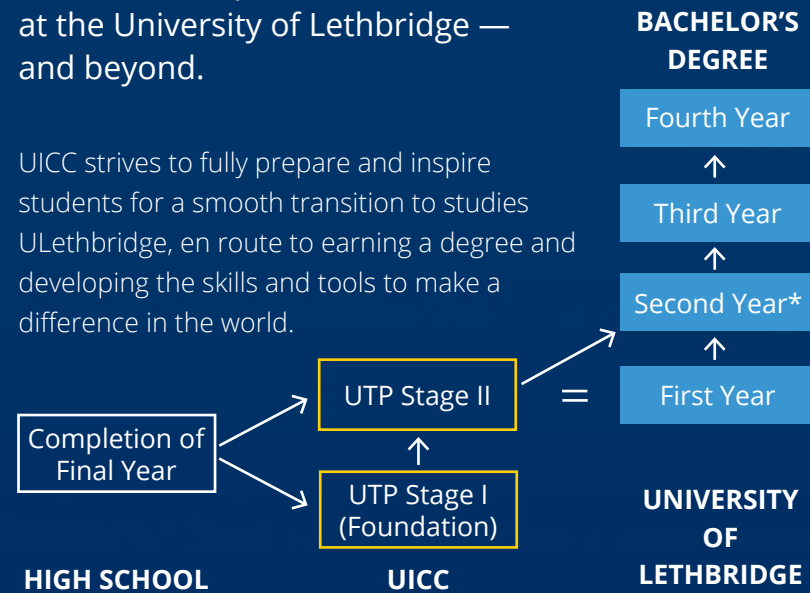 at the University of Lethbridge —
and beyond.
UICC strives to fully prepare and inspire
students for a smooth transition to studies
ULethbridge, en route to earning a degree and
developing the skills and tools to make a
difference in the world.
Completion of
Final Year
HIGH SCHOOL
UTP Stage II
UTP Stage I
(Foundation)
UICC
=
BACHELOR'S
DEGREE
Fourth Year
Third Year
Second Year*
First Year
UNIVERSITY
OF
LETHBRIDGE